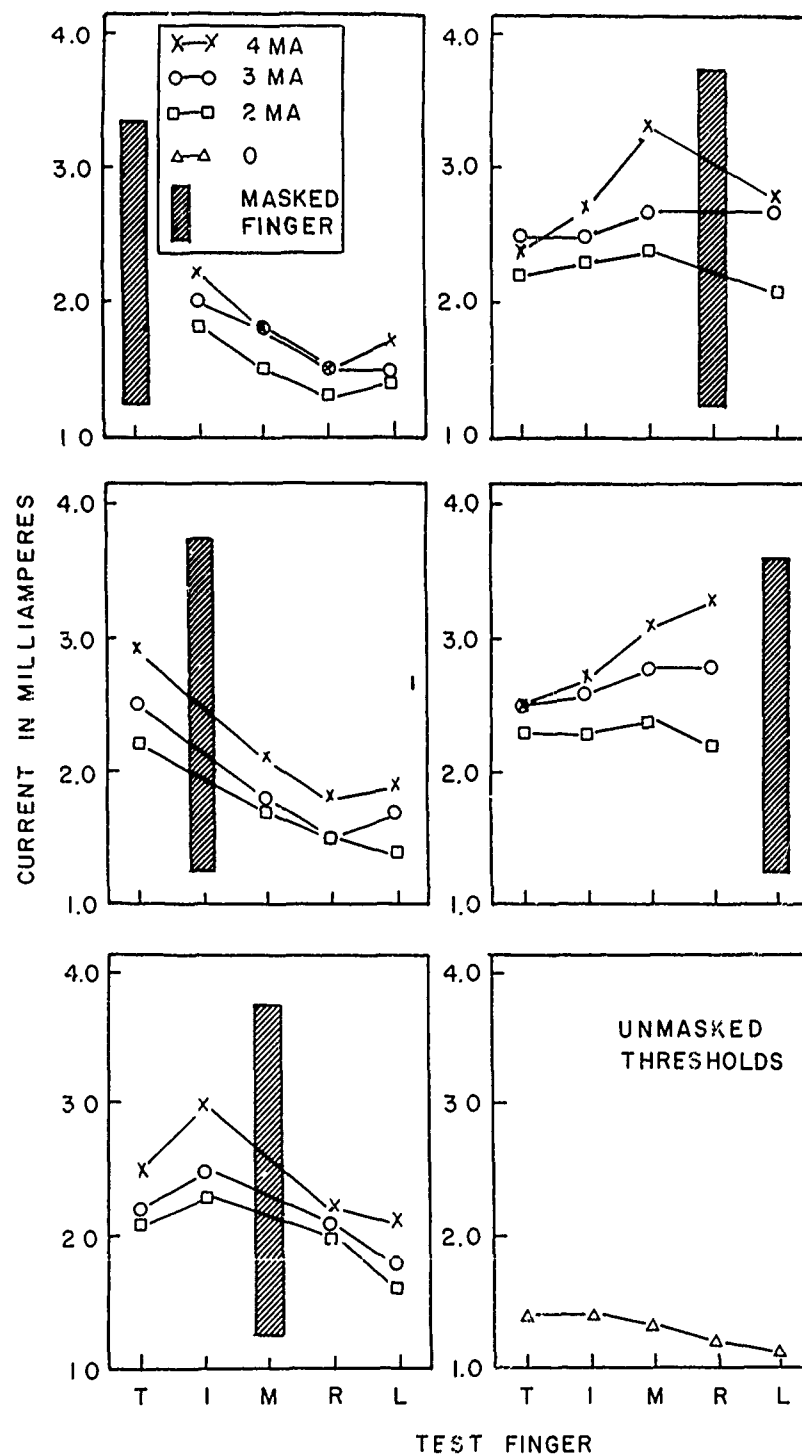 4.0
X—X 4 MA
O—O 3 MA
□—□ 2 MA
△—△ 0
MASKED
FINGER
3.0
2.0
1.0
4.0
3.0
2.0
1.0
CURRENT IN MILLIAMPERES
4.0
3.0
2.0
1.0
4.0
3.0
2.0
1.0
4.0
3.0
2.0
1.0
T I M R L
4.0
UNMASKED
THRESHOLDS
3.0
2.0
1.0
T I M R L
TEST FINGER